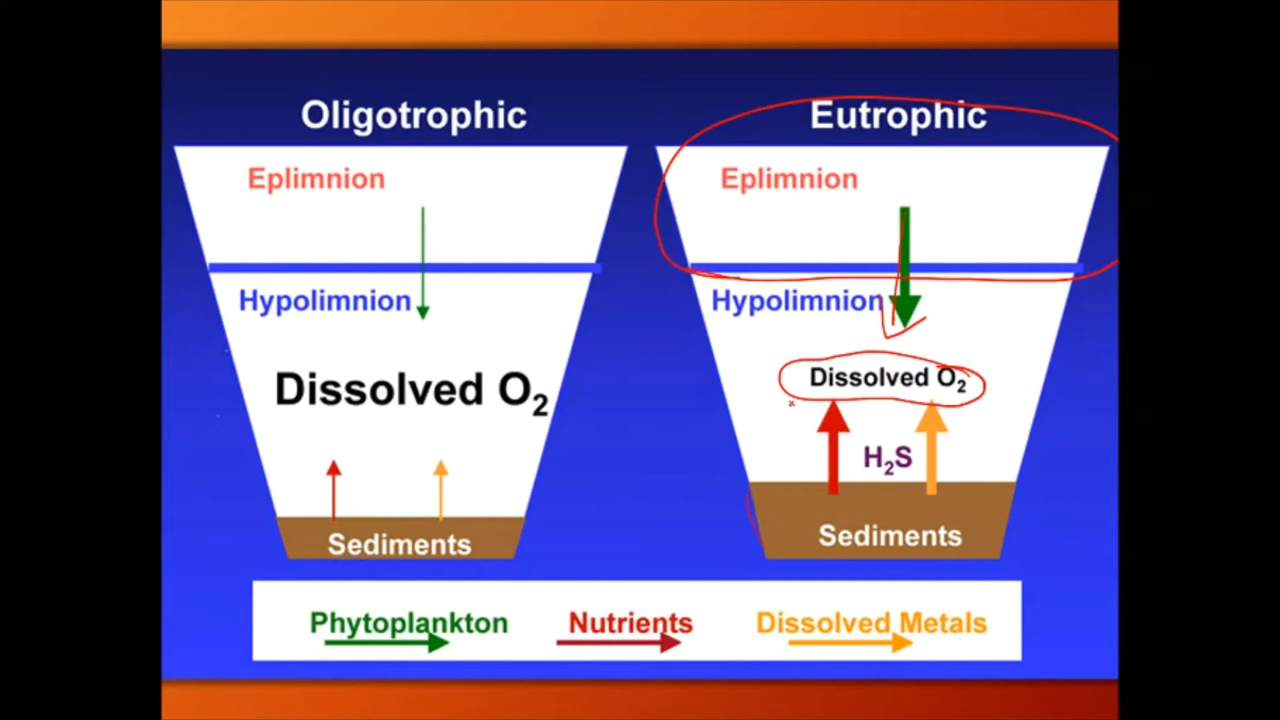 Oligotrophic
Eplimnion
Hypolimnion
Dissolved O₂
Sediments
Eutrophic
Eplimnion
Hypolimnion
Dissolved O₂
H₂S
Sediments
Phytoplankton Nutrients Dissolved Metals